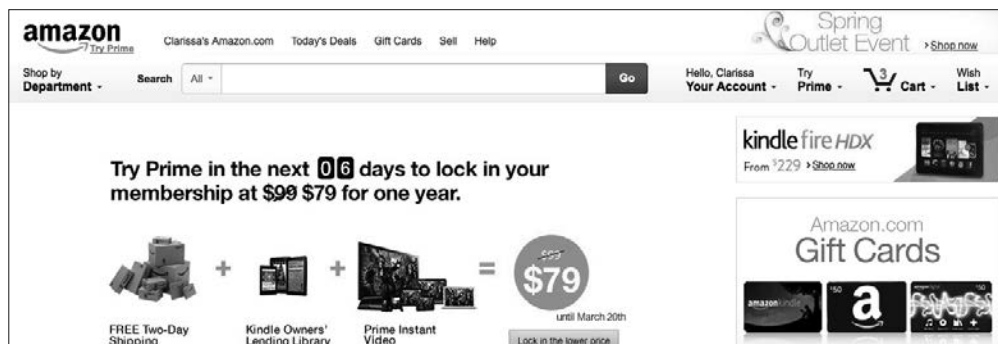 amazon
Try Prime
Clarissa's Amazon.com Today's Deals Gift Cards Sell Help
Spring
Outlet Event › Shop now
Shop by
Department
Search All Go
Hello, Clarissa
Your Account
Try
Prime
3
Cart
Wish
List
Try Prime in the next 06 days to lock in your
membership at $99 $79 for one year.
+ + =
$99
$79
until March 20th
FREE Two-Day
Shipping
Kindle Owners'
Lending Library
Prime Instant
Video
Lock in the lower price
kindle fire HDX
From $229 › Shop now
Amazon.com
Gift Cards
amazonkindle
$50
a
$50